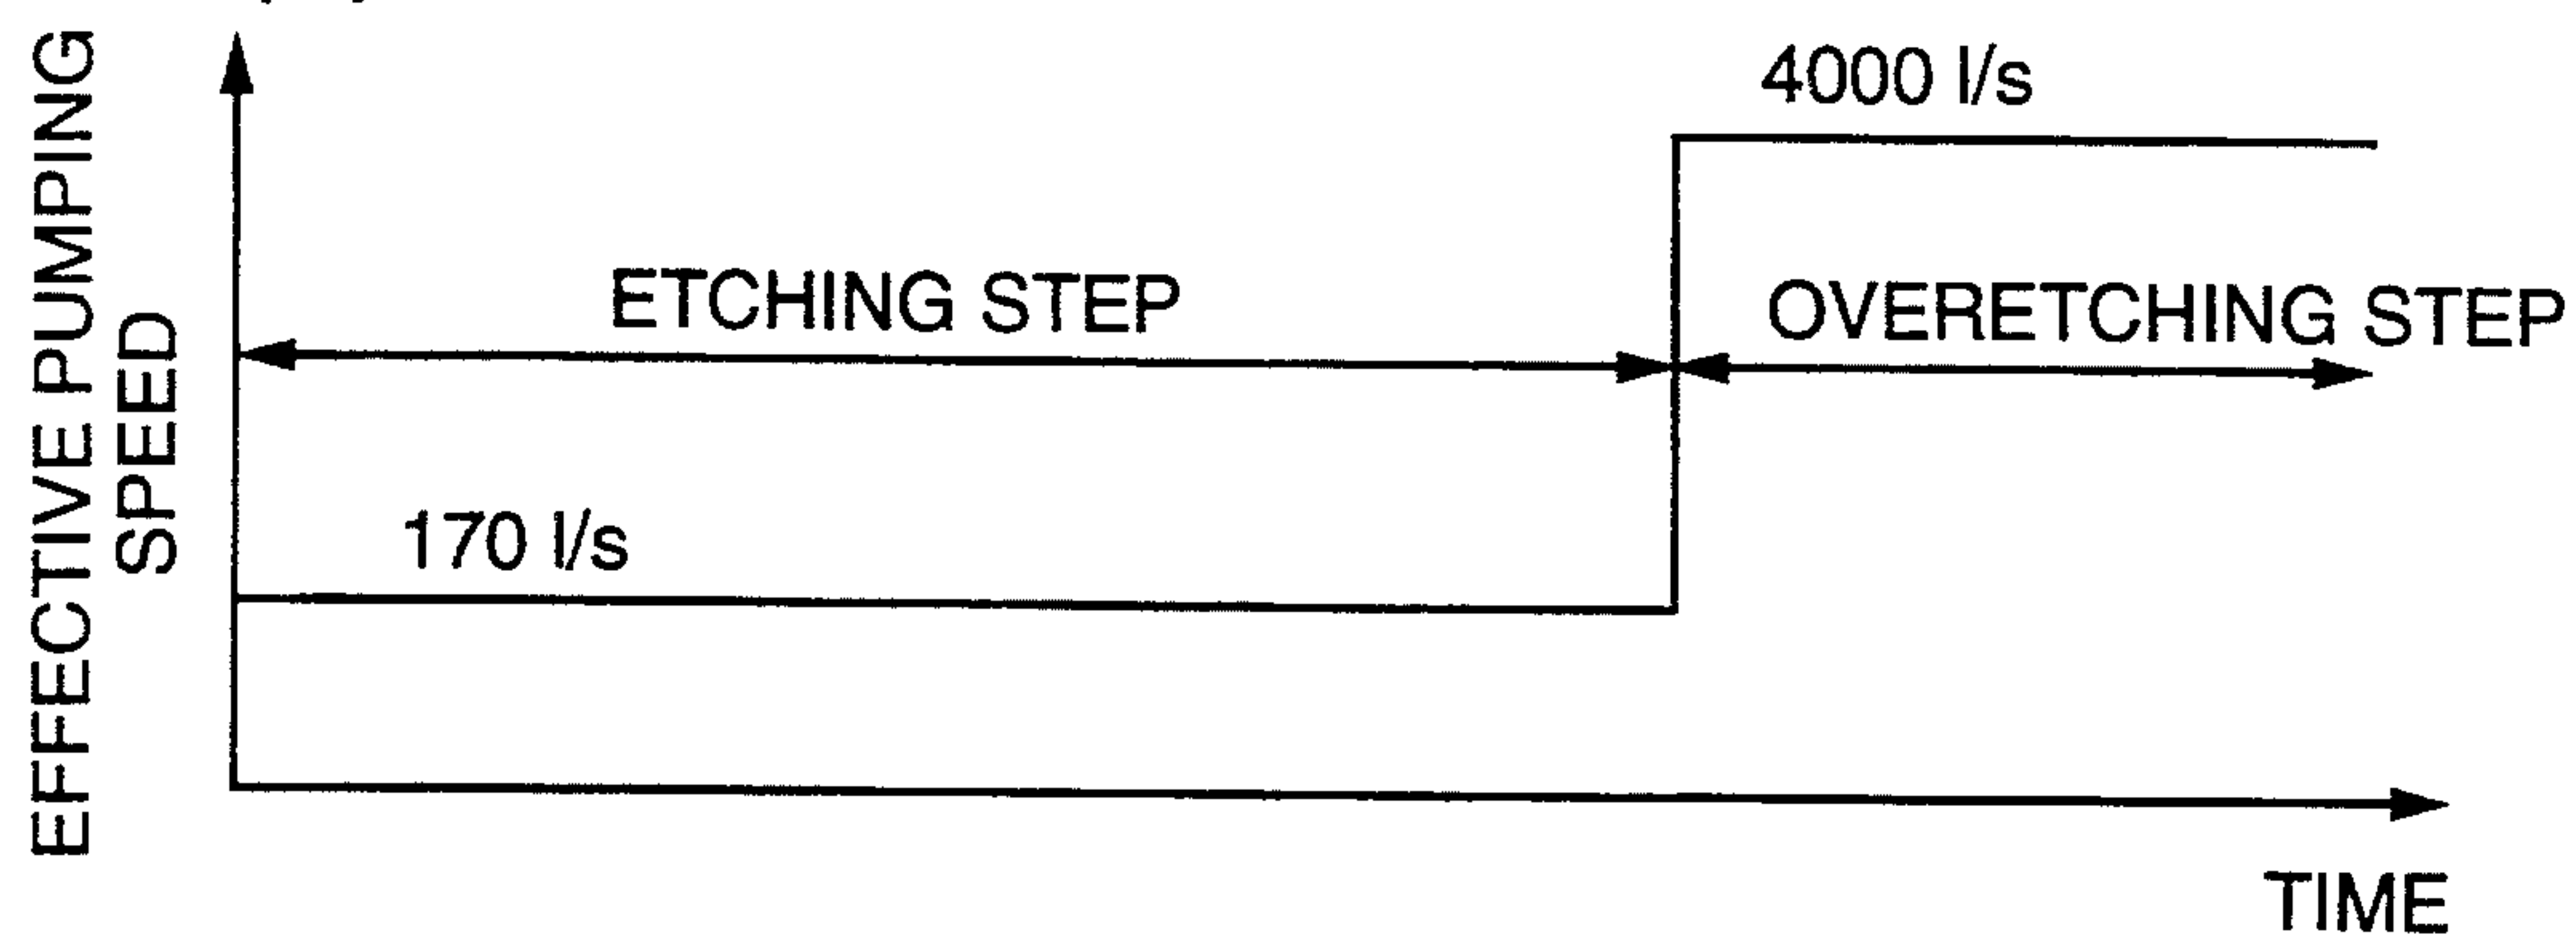 EFFECTIVE PUMPING
SPEED
4000 l/s
ETCHING STEP
OVERETCHING STEP
170 l/s
TIME